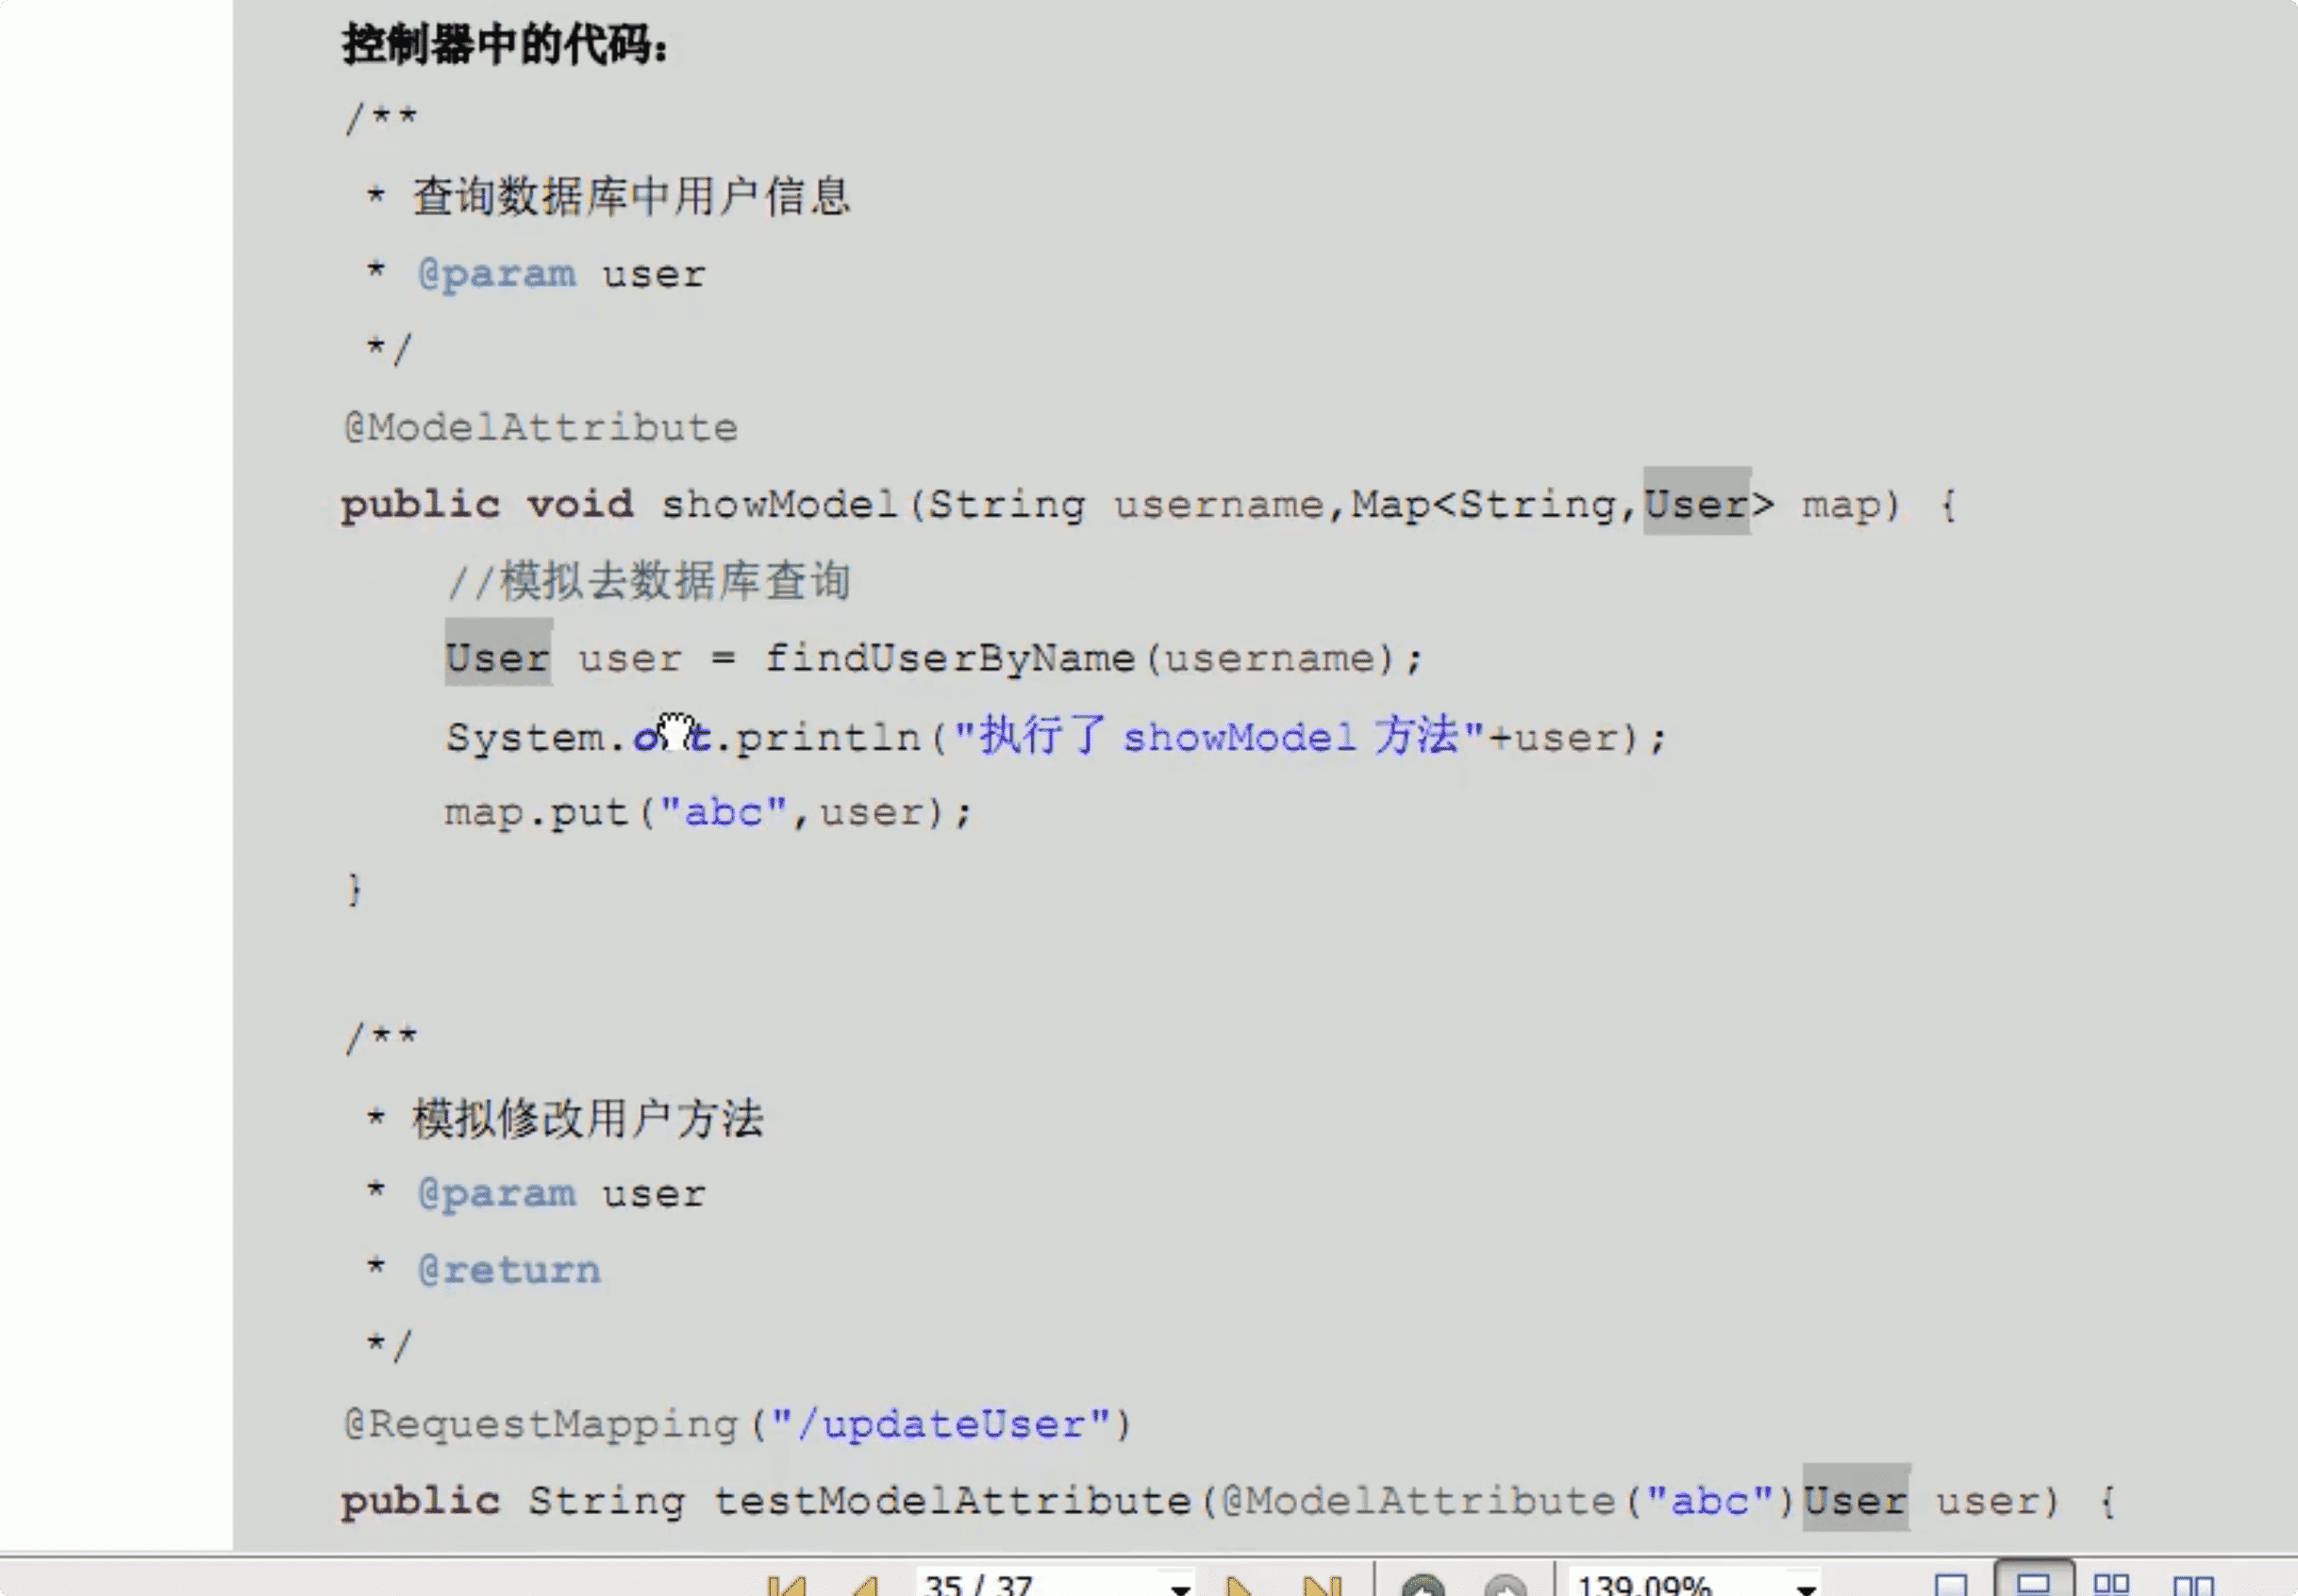 控制器中的代码：
/**
* 查询数据库中用户信息
* @param user
*/
@ModelAttribute
public void showModel(String username,Map<String,User> map) {
//模拟去数据库查询
User user = findUserByName(username);
System.out.println("执行了 showModel 方法"+user);
map.put("abc",user);
}
/**
* 模拟修改用户方法
* @param user
* @return
*/
@RequestMapping("/updateUser")
public String testModelAttribute(@ModelAttribute("abc")User user) {
35 / 37
139.09%